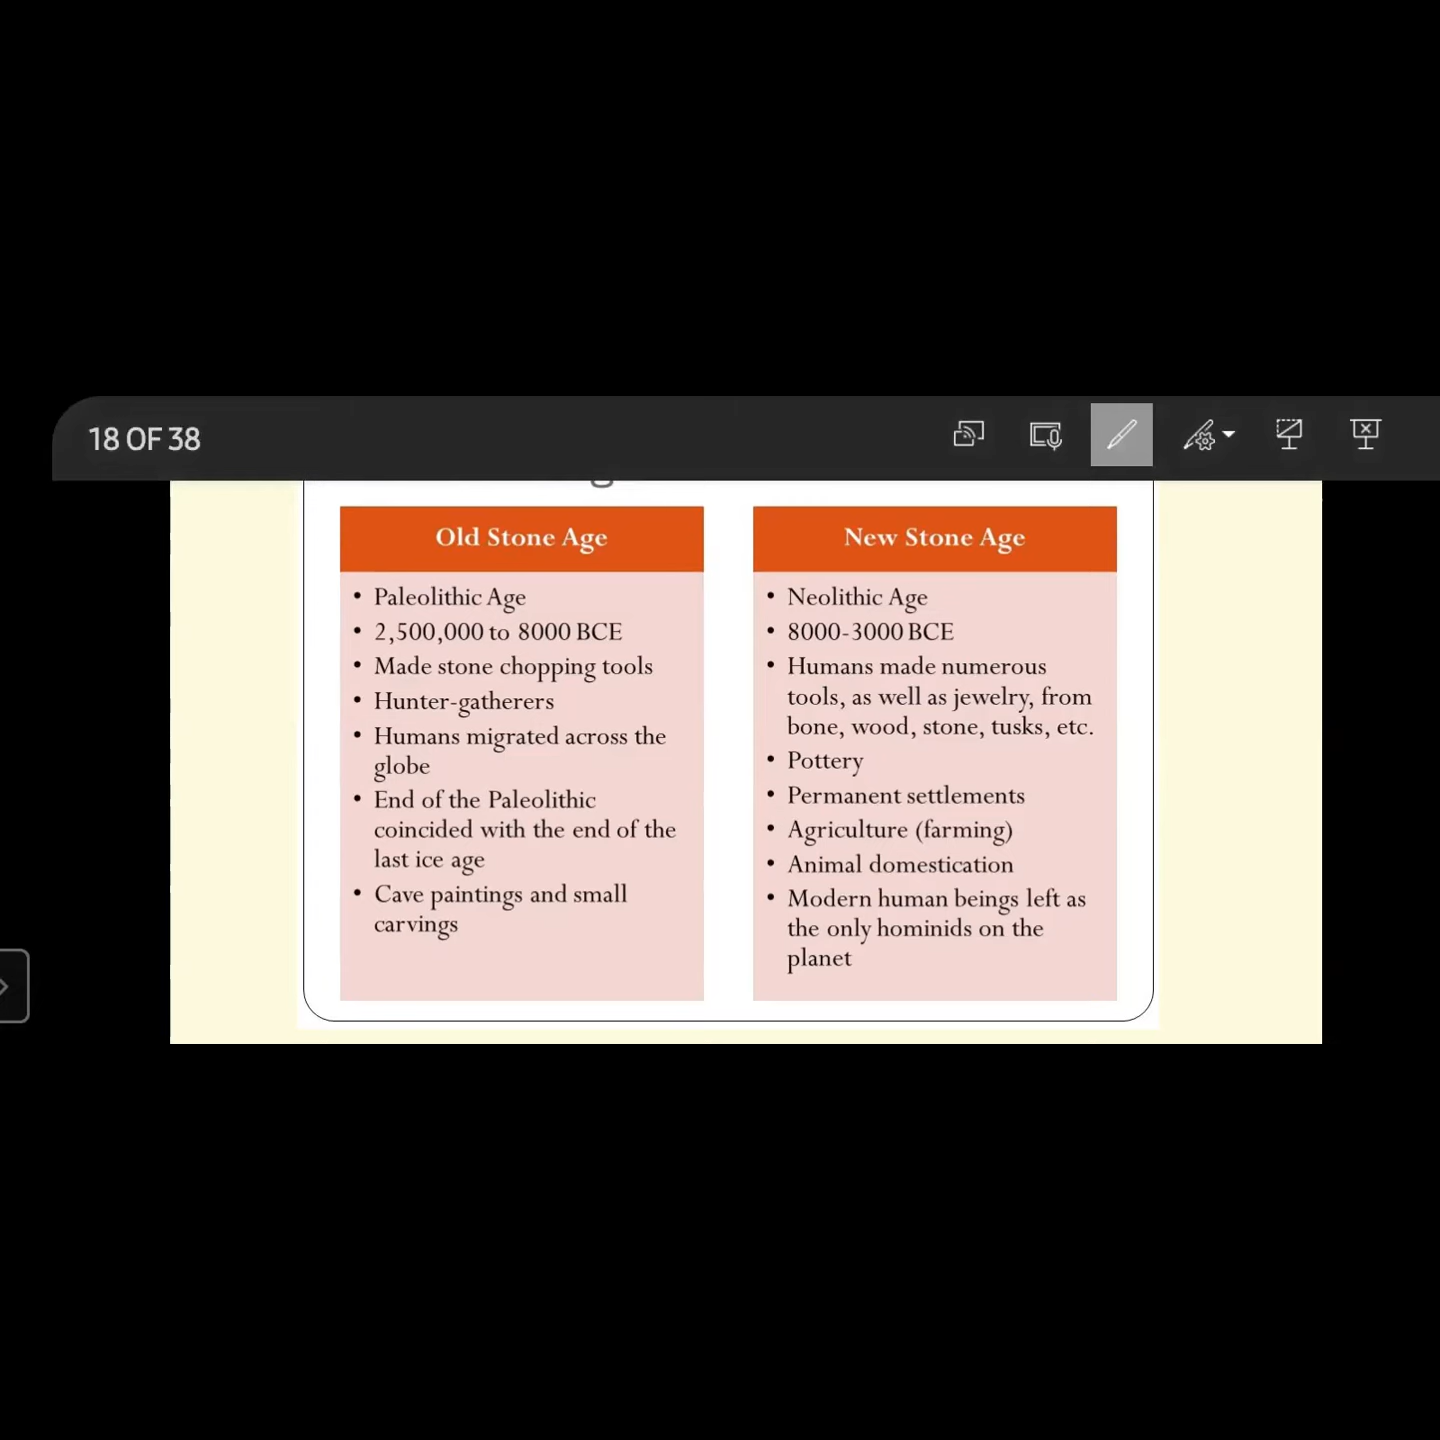 18 OF 38
Old Stone Age
• Paleolithic Age
• 2,500,000 to 8000 BCE
• Made stone chopping tools
• Hunter-gatherers
• Humans migrated across the
globe
• End of the Paleolithic
coincided with the end of the
last ice age
• Cave paintings and small
carvings
New Stone Age
• Neolithic Age
• 8000-3000 BCE
• Humans made numerous
tools, as well as jewelry, from
bone, wood, stone, tusks, etc.
• Pottery
• Permanent settlements
• Agriculture (farming)
• Animal domestication
• Modern human beings left as
the only hominids on the
planet